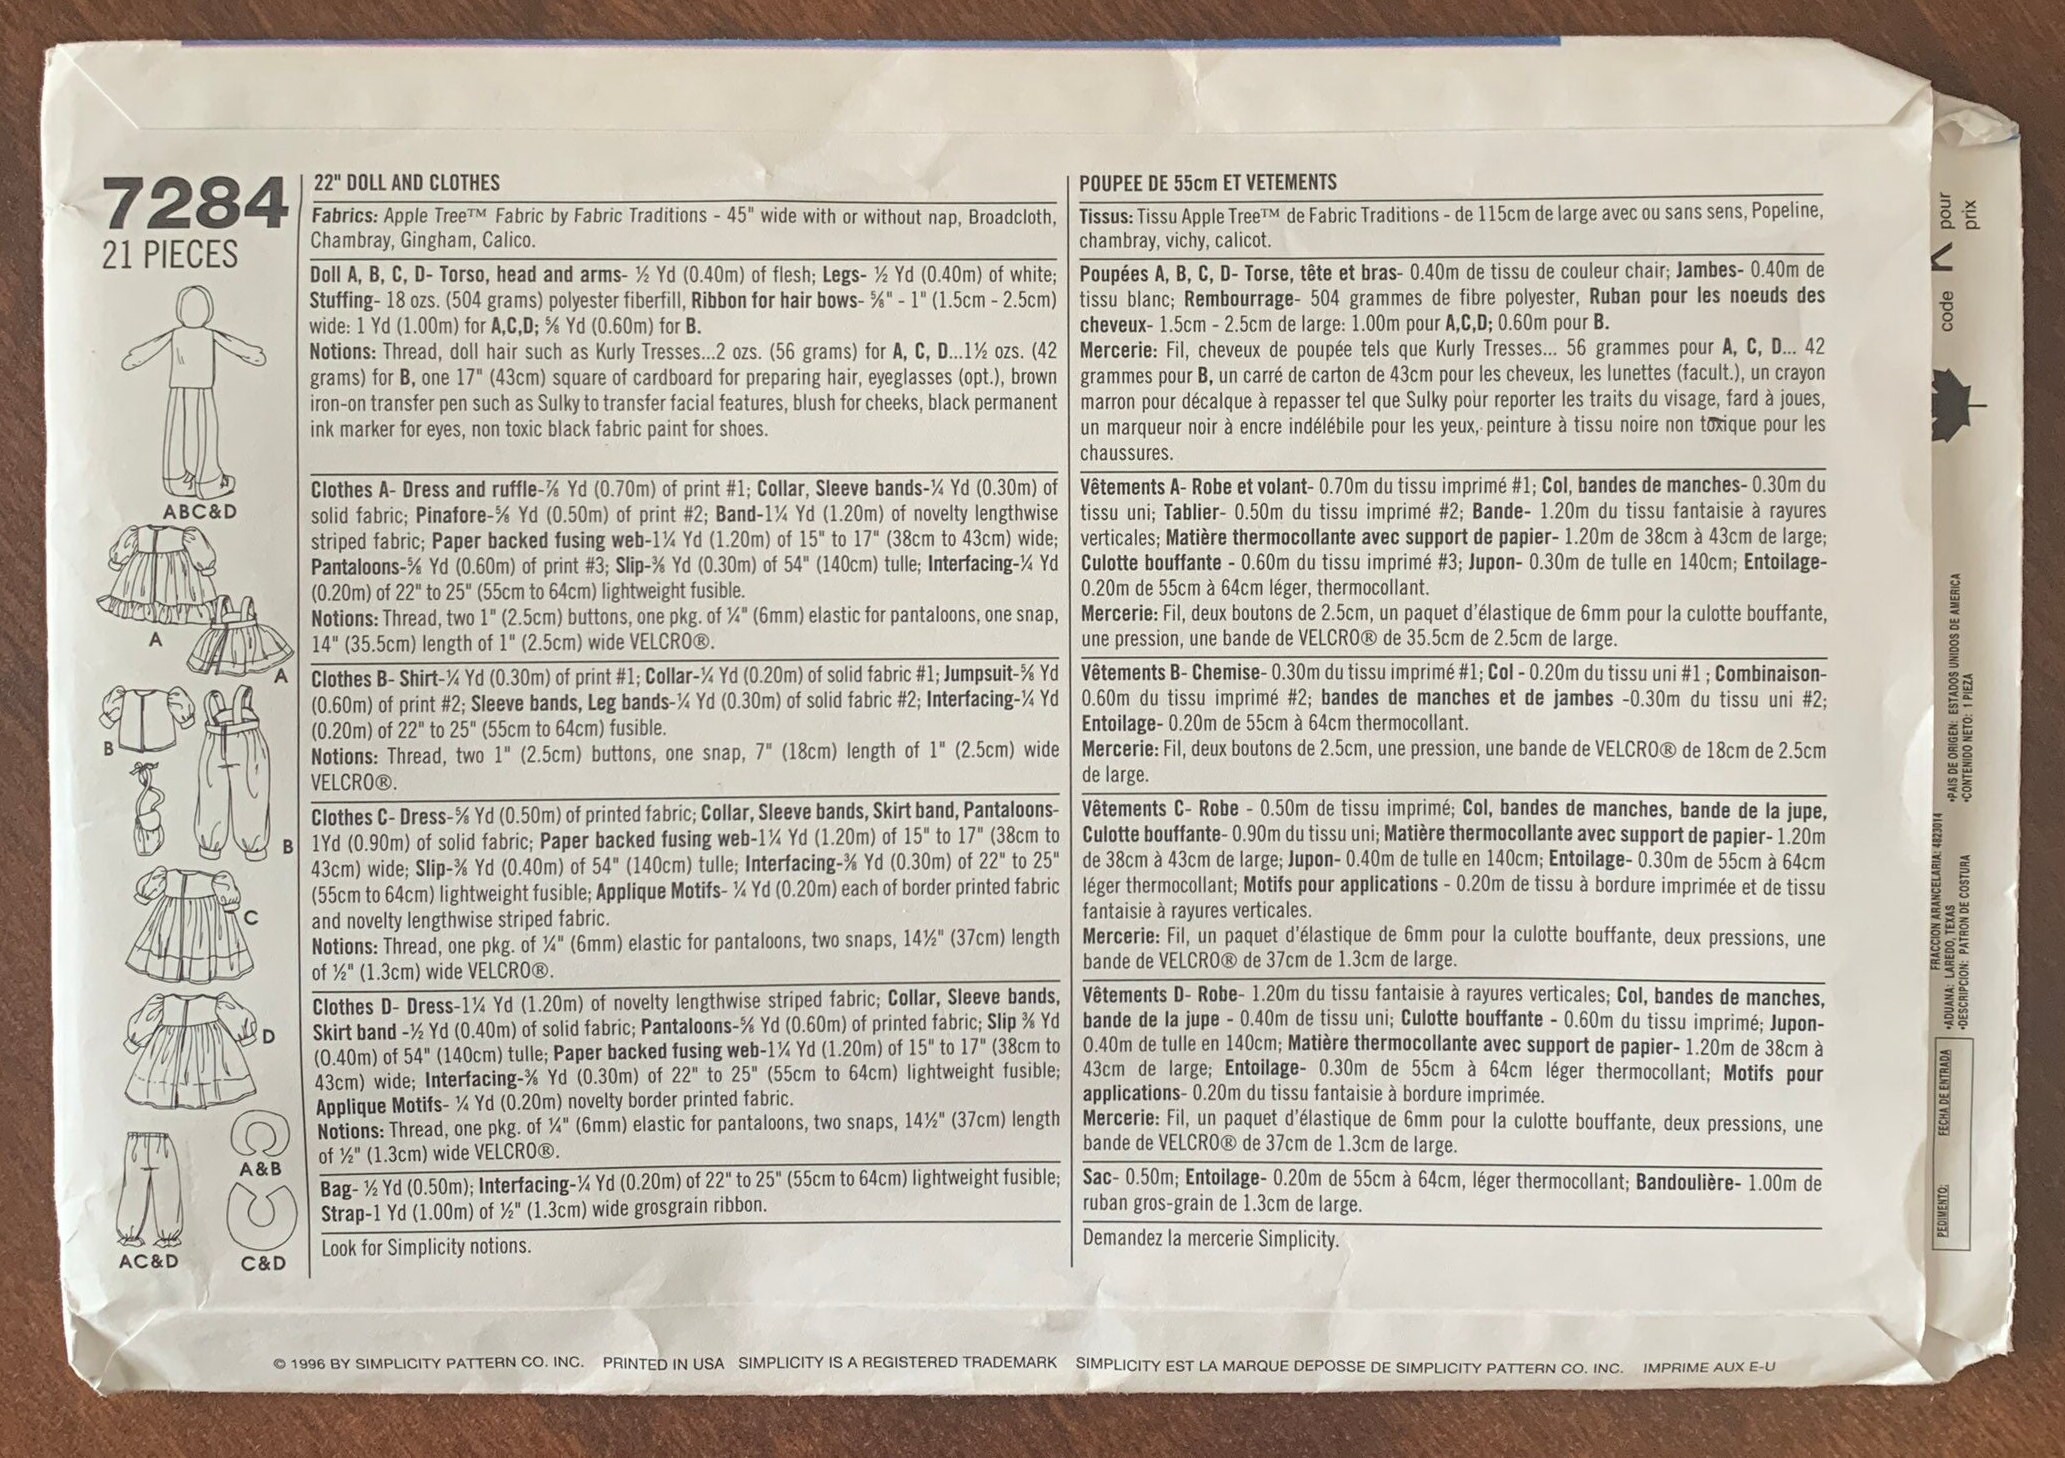 7284
21 PIECES
ABC&D
A
A
B
B
C
D
A&B
AC&D
C&D
22" DOLL AND CLOTHES
Fabrics: Apple Tree™ Fabric by Fabric Traditions - 45" wide with or without nap, Broadcloth,
Chambray, Gingham, Calico.
Doll A, B, C, D- Torso, head and arms- ½ Yd (0.40m) of flesh; Legs- ½ Yd (0.40m) of white;
Stuffing- 18 ozs. (504 grams) polyester fiberfill, Ribbon for hair bows- ⅝" - 1" (1.5cm - 2.5cm)
wide: 1 Yd (1.00m) for A,C,D; ⅝ Yd (0.60m) for B.
Notions: Thread, doll hair such as Kurly Tresses...2 ozs. (56 grams) for A, C, D...1½ ozs. (42
grams) for B, one 17" (43cm) square of cardboard for preparing hair, eyeglasses (opt.), brown
iron-on transfer pen such as Sulky to transfer facial features, blush for cheeks, black permanent
ink marker for eyes, non toxic black fabric paint for shoes.
Clothes A- Dress and ruffle-⅞ Yd (0.70m) of print #1; Collar, Sleeve bands-¼ Yd (0.30m) of
solid fabric; Pinafore-⅝ Yd (0.50m) of print #2; Band-1¼ Yd (1.20m) of novelty lengthwise
striped fabric; Paper backed fusing web-1¼ Yd (1.20m) of 15" to 17" (38cm to 43cm) wide;
Pantaloons-⅝ Yd (0.60m) of print #3; Slip-⅜ Yd (0.30m) of 54" (140cm) tulle; Interfacing-¼ Yd
(0.20m) of 22" to 25" (55cm to 64cm) lightweight fusible.
Notions: Thread, two 1" (2.5cm) buttons, one pkg. of ¼" (6mm) elastic for pantaloons, one snap,
14" (35.5cm) length of 1" (2.5cm) wide VELCRO®.
Clothes B- Shirt-¼ Yd (0.30m) of print #1; Collar-¼ Yd (0.20m) of solid fabric #1; Jumpsuit-⅝ Yd
(0.60m) of print #2; Sleeve bands, Leg bands-¼ Yd (0.30m) of solid fabric #2; Interfacing-¼ Yd
(0.20m) of 22" to 25" (55cm to 64cm) fusible.
Notions: Thread, two 1" (2.5cm) buttons, one snap, 7" (18cm) length of 1" (2.5cm) wide
VELCRO®.
Clothes C- Dress-⅝ Yd (0.50m) of printed fabric; Collar, Sleeve bands, Skirt band, Pantaloons-
1Yd (0.90m) of solid fabric; Paper backed fusing web-1¼ Yd (1.20m) of 15" to 17" (38cm to
43cm) wide; Slip-⅜ Yd (0.40m) of 54" (140cm) tulle; Interfacing-⅜ Yd (0.30m) of 22" to 25"
(55cm to 64cm) lightweight fusible; Applique Motifs- ¼ Yd (0.20m) each of border printed fabric
and novelty lengthwise striped fabric.
Notions: Thread, one pkg. of ¼" (6mm) elastic for pantaloons, two snaps, 14½" (37cm) length
of ½" (1.3cm) wide VELCRO®.
Clothes D- Dress-1¼ Yd (1.20m) of novelty lengthwise striped fabric; Collar, Sleeve bands,
Skirt band -½ Yd (0.40m) of solid fabric; Pantaloons-⅝ Yd (0.60m) of printed fabric; Slip ⅜ Yd
(0.40m) of 54" (140cm) tulle; Paper backed fusing web-1¼ Yd (1.20m) of 15" to 17" (38cm to
43cm) wide; Interfacing-⅜ Yd (0.30m) of 22" to 25" (55cm to 64cm) lightweight fusible;
Applique Motifs- ¼ Yd (0.20m) novelty border printed fabric.
Notions: Thread, one pkg. of ¼" (6mm) elastic for pantaloons, two snaps, 14½" (37cm) length
of ½" (1.3cm) wide VELCRO®.
Bag- ½ Yd (0.50m); Interfacing-¼ Yd (0.20m) of 22" to 25" (55cm to 64cm) lightweight fusible;
Strap-1 Yd (1.00m) of ½" (1.3cm) wide grosgrain ribbon.
Look for Simplicity notions.
POUPEE DE 55cm ET VETEMENTS
Tissus: Tissu Apple Tree™ de Fabric Traditions - de 115cm de large avec ou sans sens, Popeline,
chambray, vichy, calicot.
Poupées A, B, C, D- Torse, tête et bras- 0.40m de tissu de couleur chair; Jambes- 0.40m de
tissu blanc; Rembourrage- 504 grammes de fibre polyester, Ruban pour les noeuds des
cheveux- 1.5cm - 2.5cm de large: 1.00m pour A,C,D; 0.60m pour B.
Mercerie: Fil, cheveux de poupée tels que Kurly Tresses... 56 grammes pour A, C, D... 42
grammes pour B, un carré de carton de 43cm pour les cheveux, les lunettes (facult.), un crayon
marron pour décalque à repasser tel que Sulky pour reporter les traits du visage, fard à joues,
un marqueur noir à encre indélébile pour les yeux, peinture à tissu noire non toxique pour les
chaussures.
Vêtements A- Robe et volant- 0.70m du tissu imprimé #1; Col, bandes de manches- 0.30m du
tissu uni; Tablier- 0.50m du tissu imprimé #2; Bande- 1.20m du tissu fantaisie à rayures
verticales; Matière thermocollante avec support de papier- 1.20m de 38cm à 43cm de large;
Culotte bouffante - 0.60m du tissu imprimé #3; Jupon- 0.30m de tulle en 140cm; Entoilage-
0.20m de 55cm à 64cm léger, thermocollant.
Mercerie: Fil, deux boutons de 2.5cm, un paquet d'élastique de 6mm pour la culotte bouffante,
une pression, une bande de VELCRO® de 35.5cm de 2.5cm de large.
Vêtements B- Chemise- 0.30m du tissu imprimé #1; Col - 0.20m du tissu uni #1 ; Combinaison-
0.60m du tissu imprimé #2; bandes de manches et de jambes -0.30m du tissu uni #2;
Entoilage- 0.20m de 55cm à 64cm thermocollant.
Mercerie: Fil, deux boutons de 2.5cm, une pression, une bande de VELCRO® de 18cm de 2.5cm
de large.
Vêtements C- Robe - 0.50m de tissu imprimé; Col, bandes de manches, bande de la jupe,
Culotte bouffante- 0.90m du tissu uni; Matière thermocollante avec support de papier- 1.20m
de 38cm à 43cm de large; Jupon- 0.40m de tulle en 140cm; Entoilage- 0.30m de 55cm à 64cm
léger thermocollant; Motifs pour applications - 0.20m de tissu à bordure imprimée et de tissu
fantaisie à rayures verticales.
Mercerie: Fil, un paquet d'élastique de 6mm pour la culotte bouffante, deux pressions, une
bande de VELCRO® de 37cm de 1.3cm de large.
Vêtements D- Robe- 1.20m du tissu fantaisie à rayures verticales; Col, bandes de manches,
bande de la jupe - 0.40m de tissu uni; Culotte bouffante - 0.60m du tissu imprimé; Jupon-
0.40m de tulle en 140cm; Matière thermocollante avec support de papier- 1.20m de 38cm à
43cm de large; Entoilage- 0.30m de 55cm à 64cm léger thermocollant; Motifs pour
applications- 0.20m du tissu fantaisie à bordure imprimée.
Mercerie: Fil, un paquet d'élastique de 6mm pour la culotte bouffante, deux pressions, une
bande de VELCRO® de 37cm de 1.3cm de large.
Sac- 0.50m; Entoilage- 0.20m de 55cm à 64cm, léger thermocollant; Bandoulière- 1.00m de
ruban gros-grain de 1.3cm de large.
Demandez la mercerie Simplicity.
© 1996 BY SIMPLICITY PATTERN CO. INC. PRINTED IN USA SIMPLICITY IS A REGISTERED TRADEMARK SIMPLICITY EST LA MARQUE DEPOSSE DE SIMPLICITY PATTERN CO. INC. IMPRIME AUX E-U
pour
prix
code
•PAIS DE ORIGEN: ESTADOS UNIDOS DE AMERICA
•CONTENIDO NETO: 1 PIEZA
FRACCION ARANCELARIA: 4823014
•ADUANA: LAREDO, TEXAS
•DESCRIPCION: PATRON DE COSTURA
PEDIMENTO: FECHA DE ENTRADA